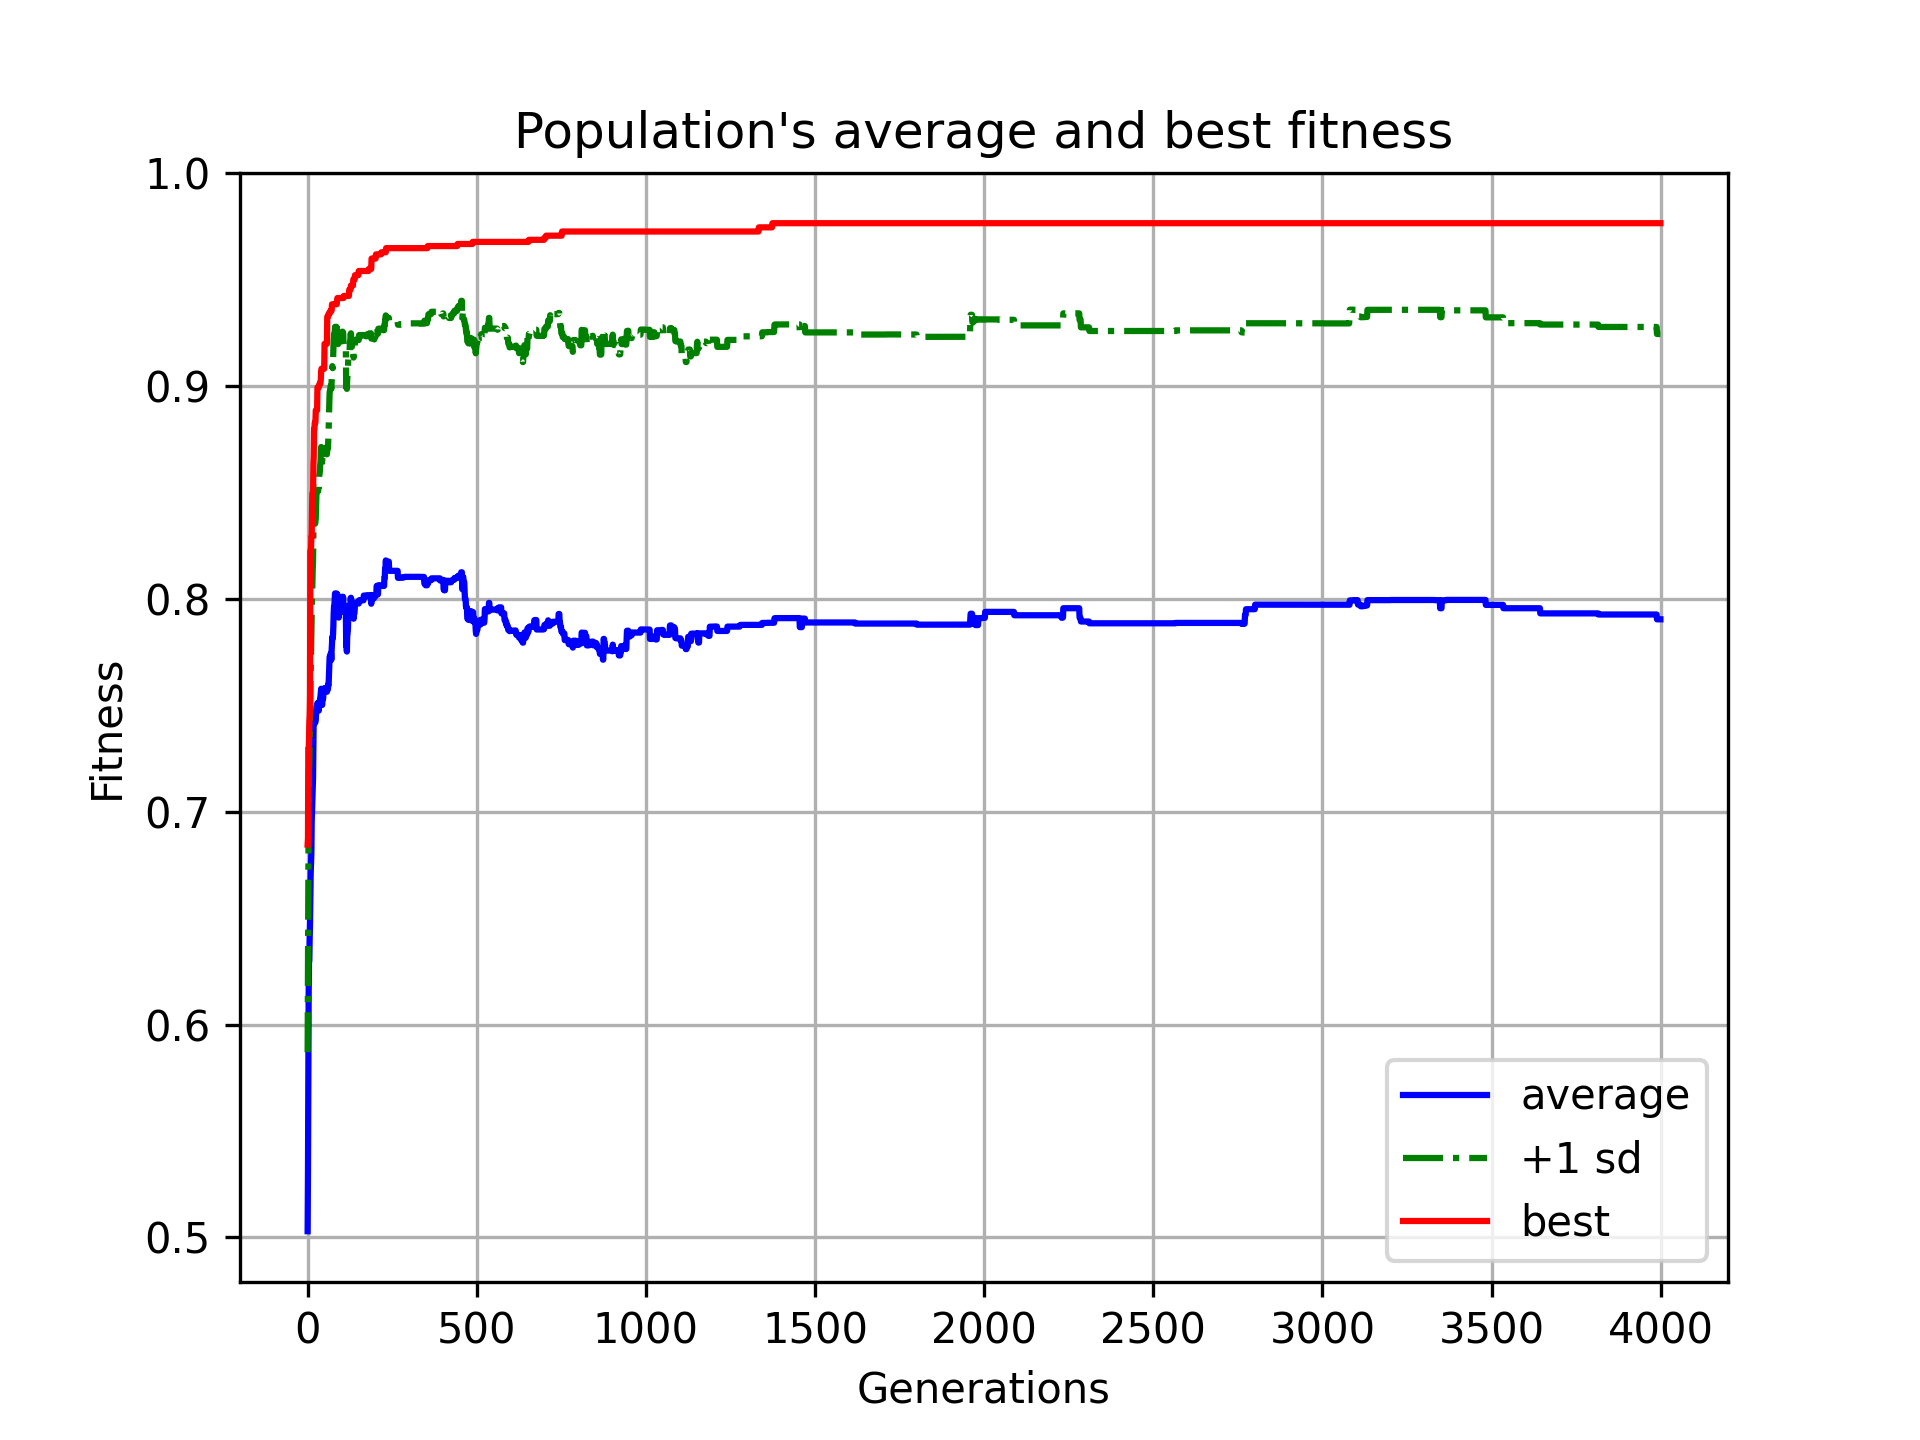 Population's average and best fitness
1.0
0.9
0.8
0.7
0.6
0.5
Fitness
0 500 1000 1500 2000 2500 3000 3500 4000
Generations
average
+1 sd
best